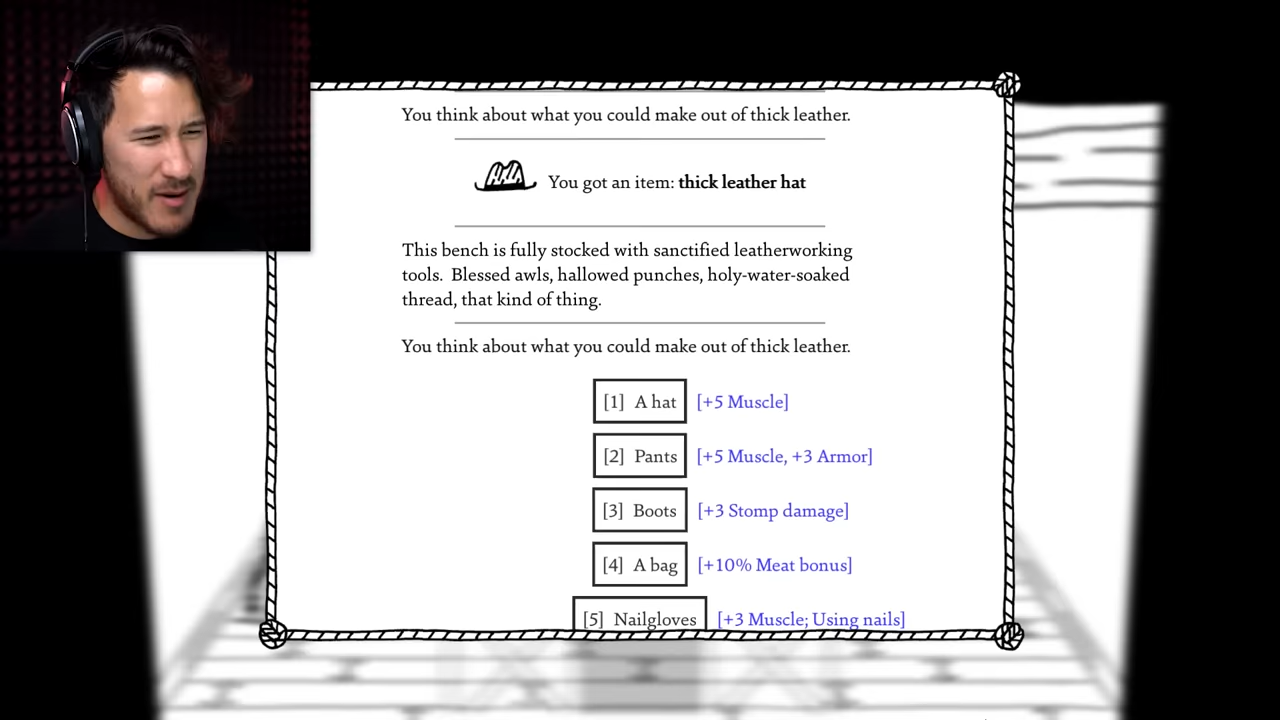 You think about what you could make out of thick leather.
You got an item: thick leather hat
This bench is fully stocked with sanctified leatherworking
tools.  Blessed awls, hallowed punches, holy-water-soaked
thread, that kind of thing.
You think about what you could make out of thick leather.
[1] A hat [+5 Muscle]
[2] Pants [+5 Muscle, +3 Armor]
[3] Boots [+3 Stomp damage]
[4] A bag [+10% Meat bonus]
[5] Nailgloves [+3 Muscle; Using nails]